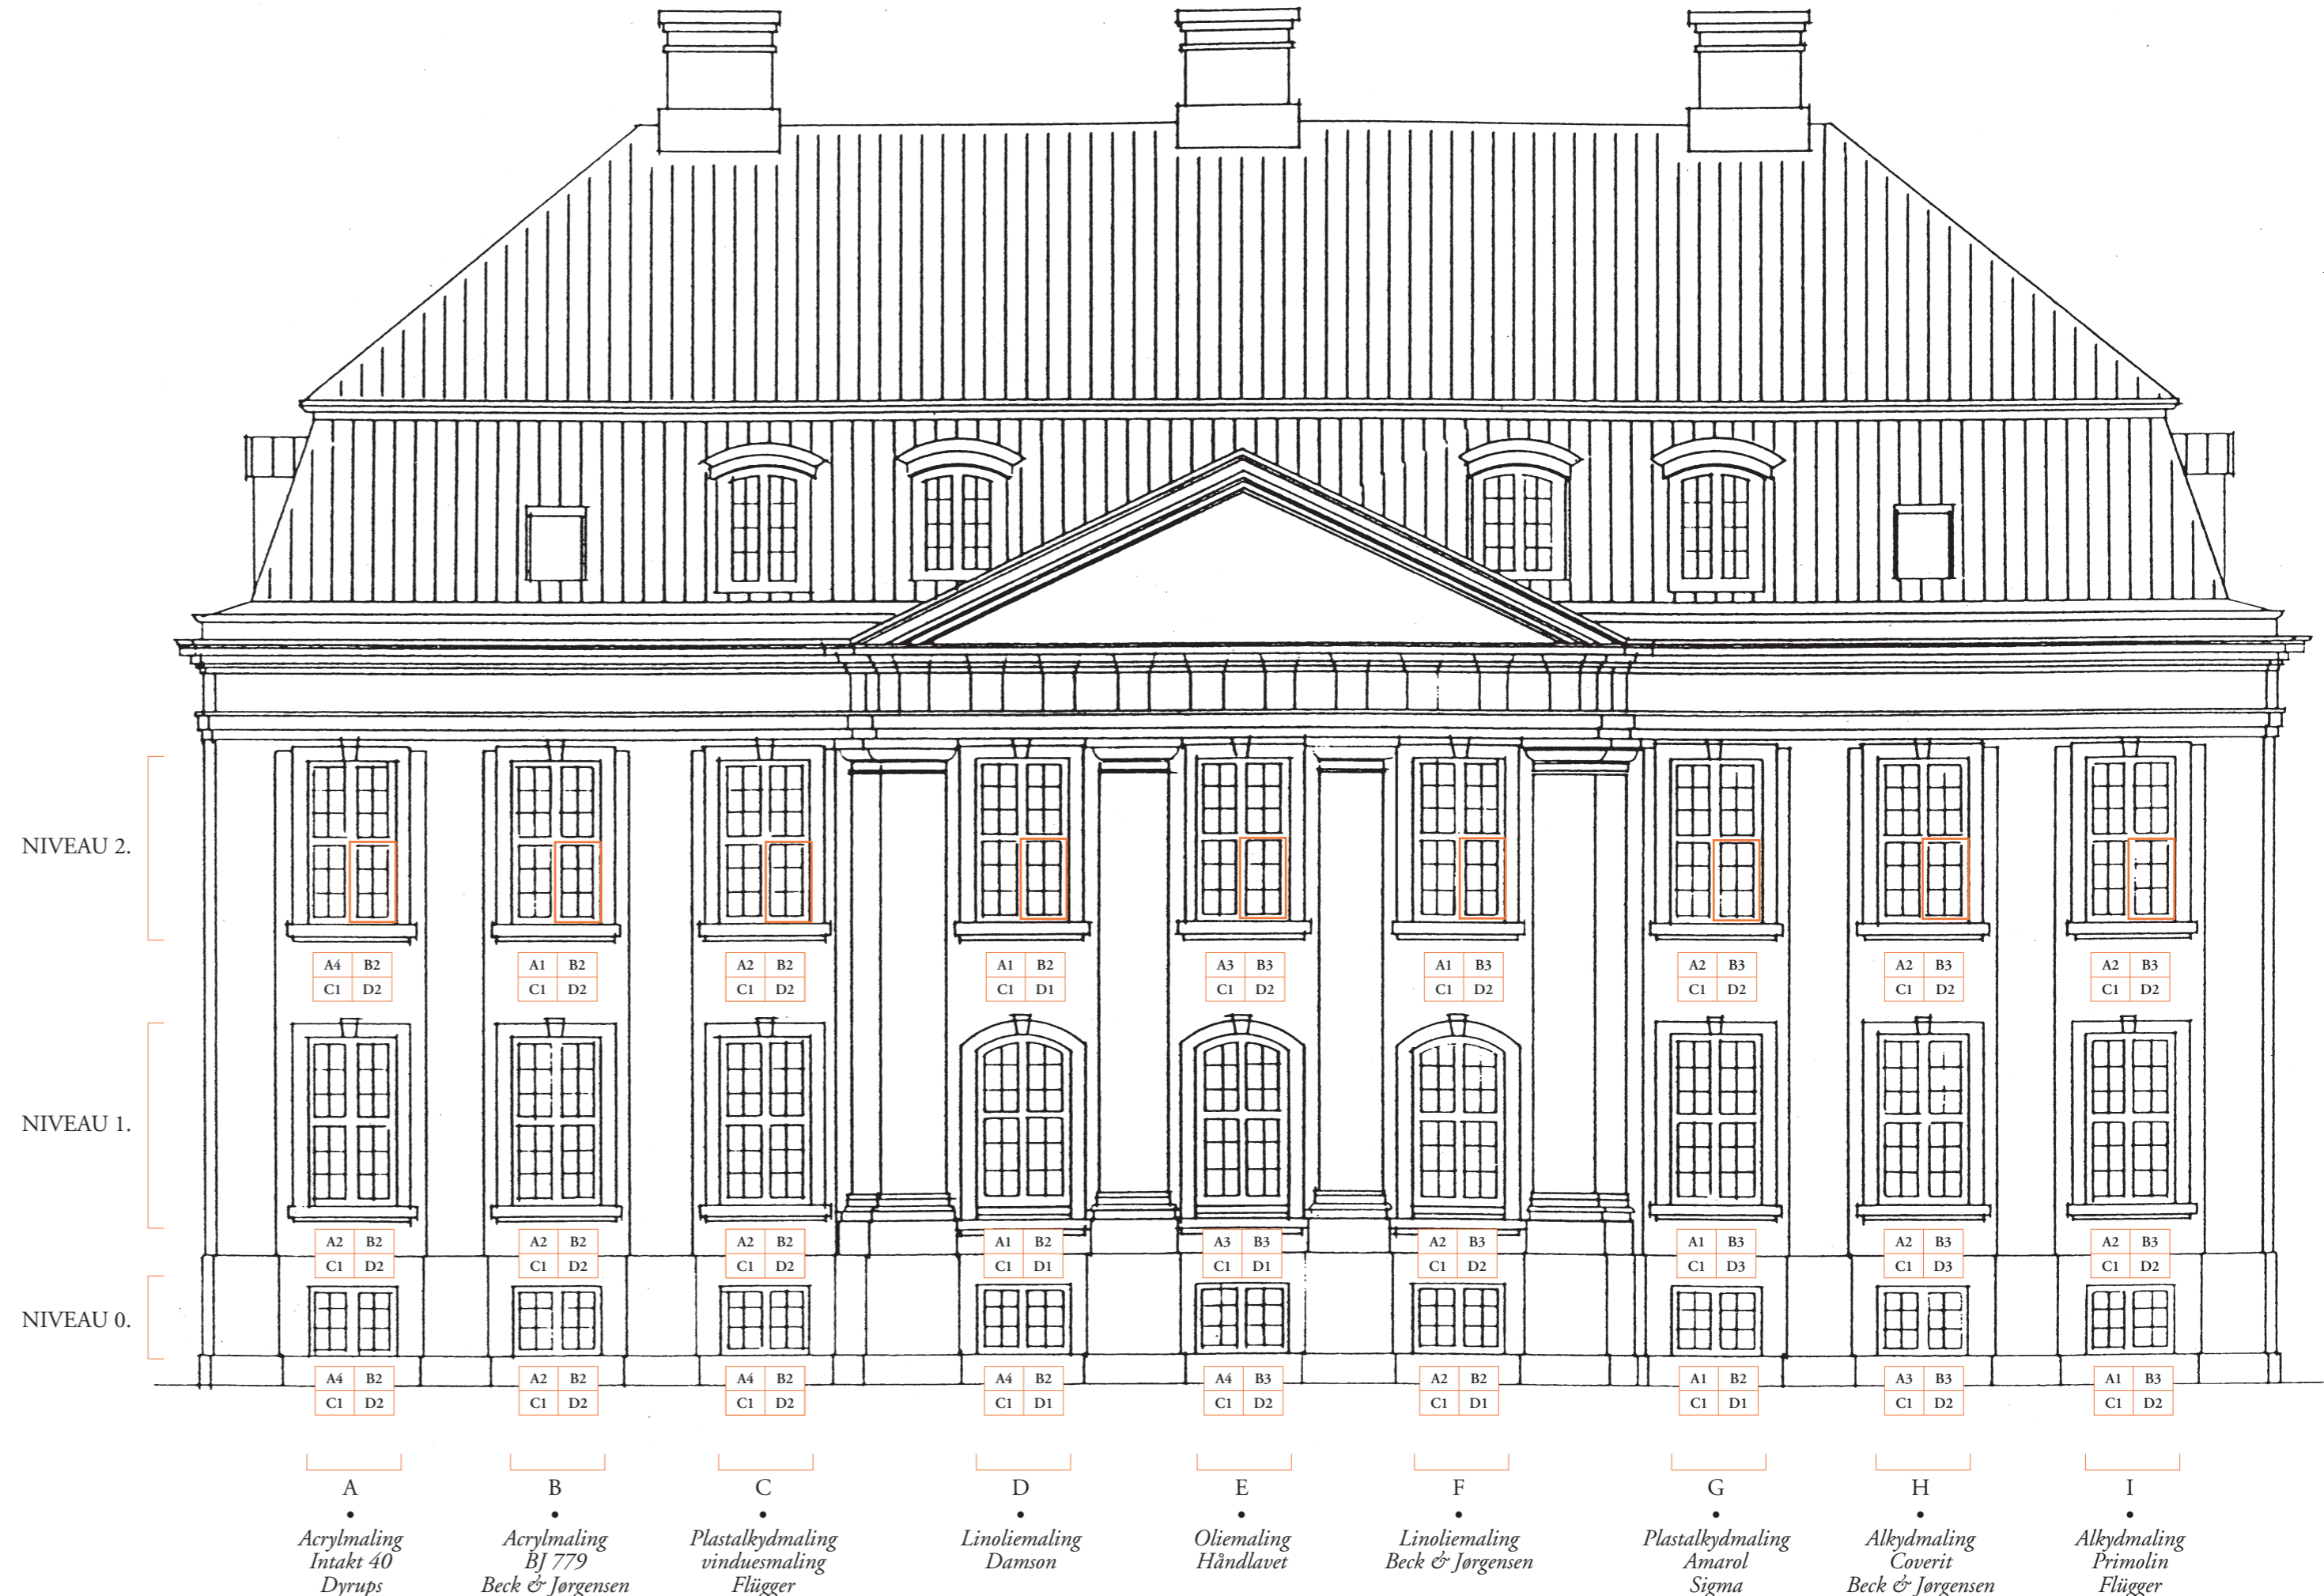 NIVEAU 2.
A4 B2 A1 B2 A2 B2 A1 B2 A3 B3 A1 B3 A2 B3 A2 B3 A2 B3
C1 D2 C1 D2 C1 D2 C1 D1 C1 D2 C1 D2 C1 D2 C1 D2 C1 D2
NIVEAU 1.
A2 B2 A2 B2 A2 B2 A1 B2 A3 B3 A2 B3 A1 B3 A2 B3 A2 B3
C1 D2 C1 D2 C1 D2 C1 D1 C1 D1 C1 D2 C1 D3 C1 D3 C1 D2
NIVEAU 0.
A4 B2 A2 B2 A4 B2 A4 B2 A4 B3 A2 B2 A1 B2 A3 B3 A1 B3
C1 D2 C1 D2 C1 D2 C1 D1 C1 D2 C1 D1 C1 D1 C1 D2 C1 D2
A
•
Acrylmaling
Intakt 40
Dyrups
B
•
Acrylmaling
BJ 779
Beck & Jørgensen
C
•
Plastalkydmaling
vinduesmaling
Flügger
D
•
Linoliemaling
Damson
E
•
Oliemaling
Håndlavet
F
•
Linoliemaling
Beck & Jørgensen
G
•
Plastalkydmaling
Amarol
Sigma
H
•
Alkydmaling
Coverit
Beck & Jørgensen
I
•
Alkydmaling
Primolin
Flügger